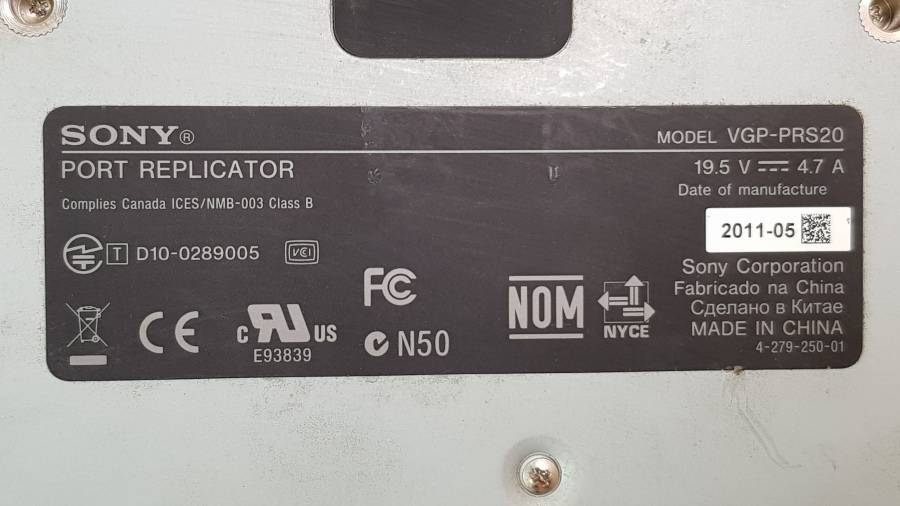 SONY®
MODEL VGP-PRS20
PORT REPLICATOR
19.5 V ⎓ 4.7 A
Complies Canada ICES/NMB-003 Class B
Date of manufacture
2011-05
T D10-0289005 VCI
Sony Corporation
Fabricado na China
Сделано в Китае
MADE IN CHINA
4-279-250-01
FC
CE
c RU US
E93839
N50
NOM
NYCE